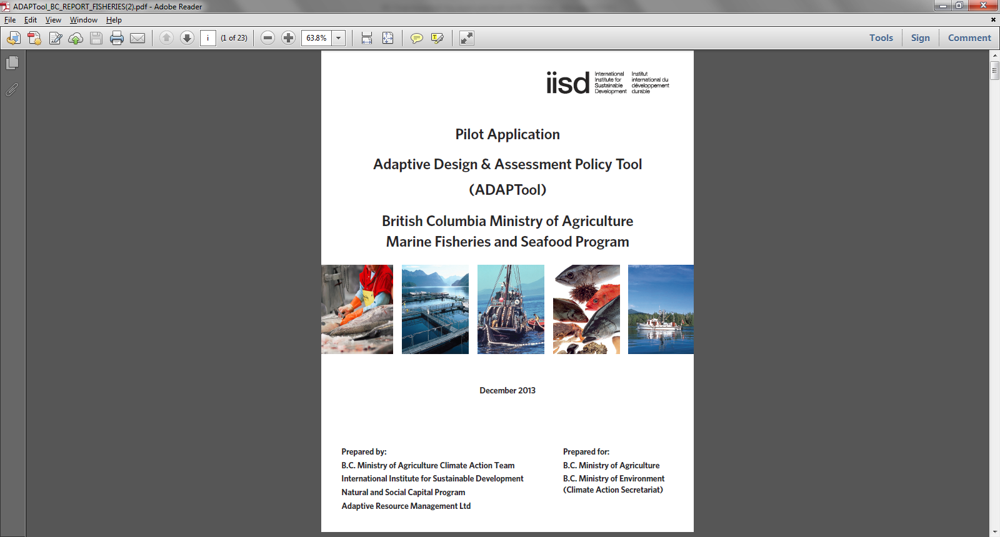 ADAPTool_BC_REPORT_FISHERIES(2).pdf - Adobe Reader
File Edit View Window Help
i (1 of 23) 63.8% Tools Sign Comment
iisd
International
Institute for
Sustainable
Development
Institut
international du
développement
durable
Pilot Application
Adaptive Design & Assessment Policy Tool
(ADAPTool)
British Columbia Ministry of Agriculture
Marine Fisheries and Seafood Program
December 2013
Prepared by:
B.C. Ministry of Agriculture Climate Action Team
International Institute for Sustainable Development
Natural and Social Capital Program
Adaptive Resource Management Ltd
Prepared for:
B.C. Ministry of Agriculture
B.C. Ministry of Environment
(Climate Action Secretariat)